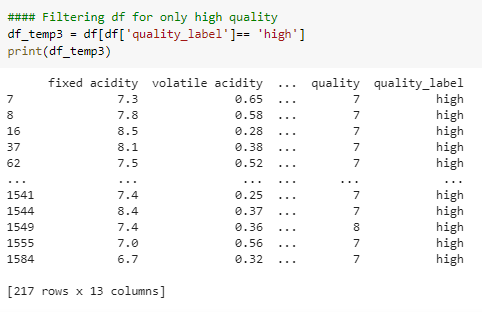 #### Filtering df for only high quality
df_temp3 = df[df['quality_label']== 'high']
print(df_temp3)
fixed acidity volatile acidity ... quality quality_label
7 7.3 0.65 ... 7 high
8 7.8 0.58 ... 7 high
16 8.5 0.28 ... 7 high
37 8.1 0.38 ... 7 high
62 7.5 0.52 ... 7 high
... ... ... ... ... ...
1541 7.4 0.25 ... 7 high
1544 8.4 0.37 ... 7 high
1549 7.4 0.36 ... 8 high
1555 7.0 0.56 ... 7 high
1584 6.7 0.32 ... 7 high
[217 rows x 13 columns]